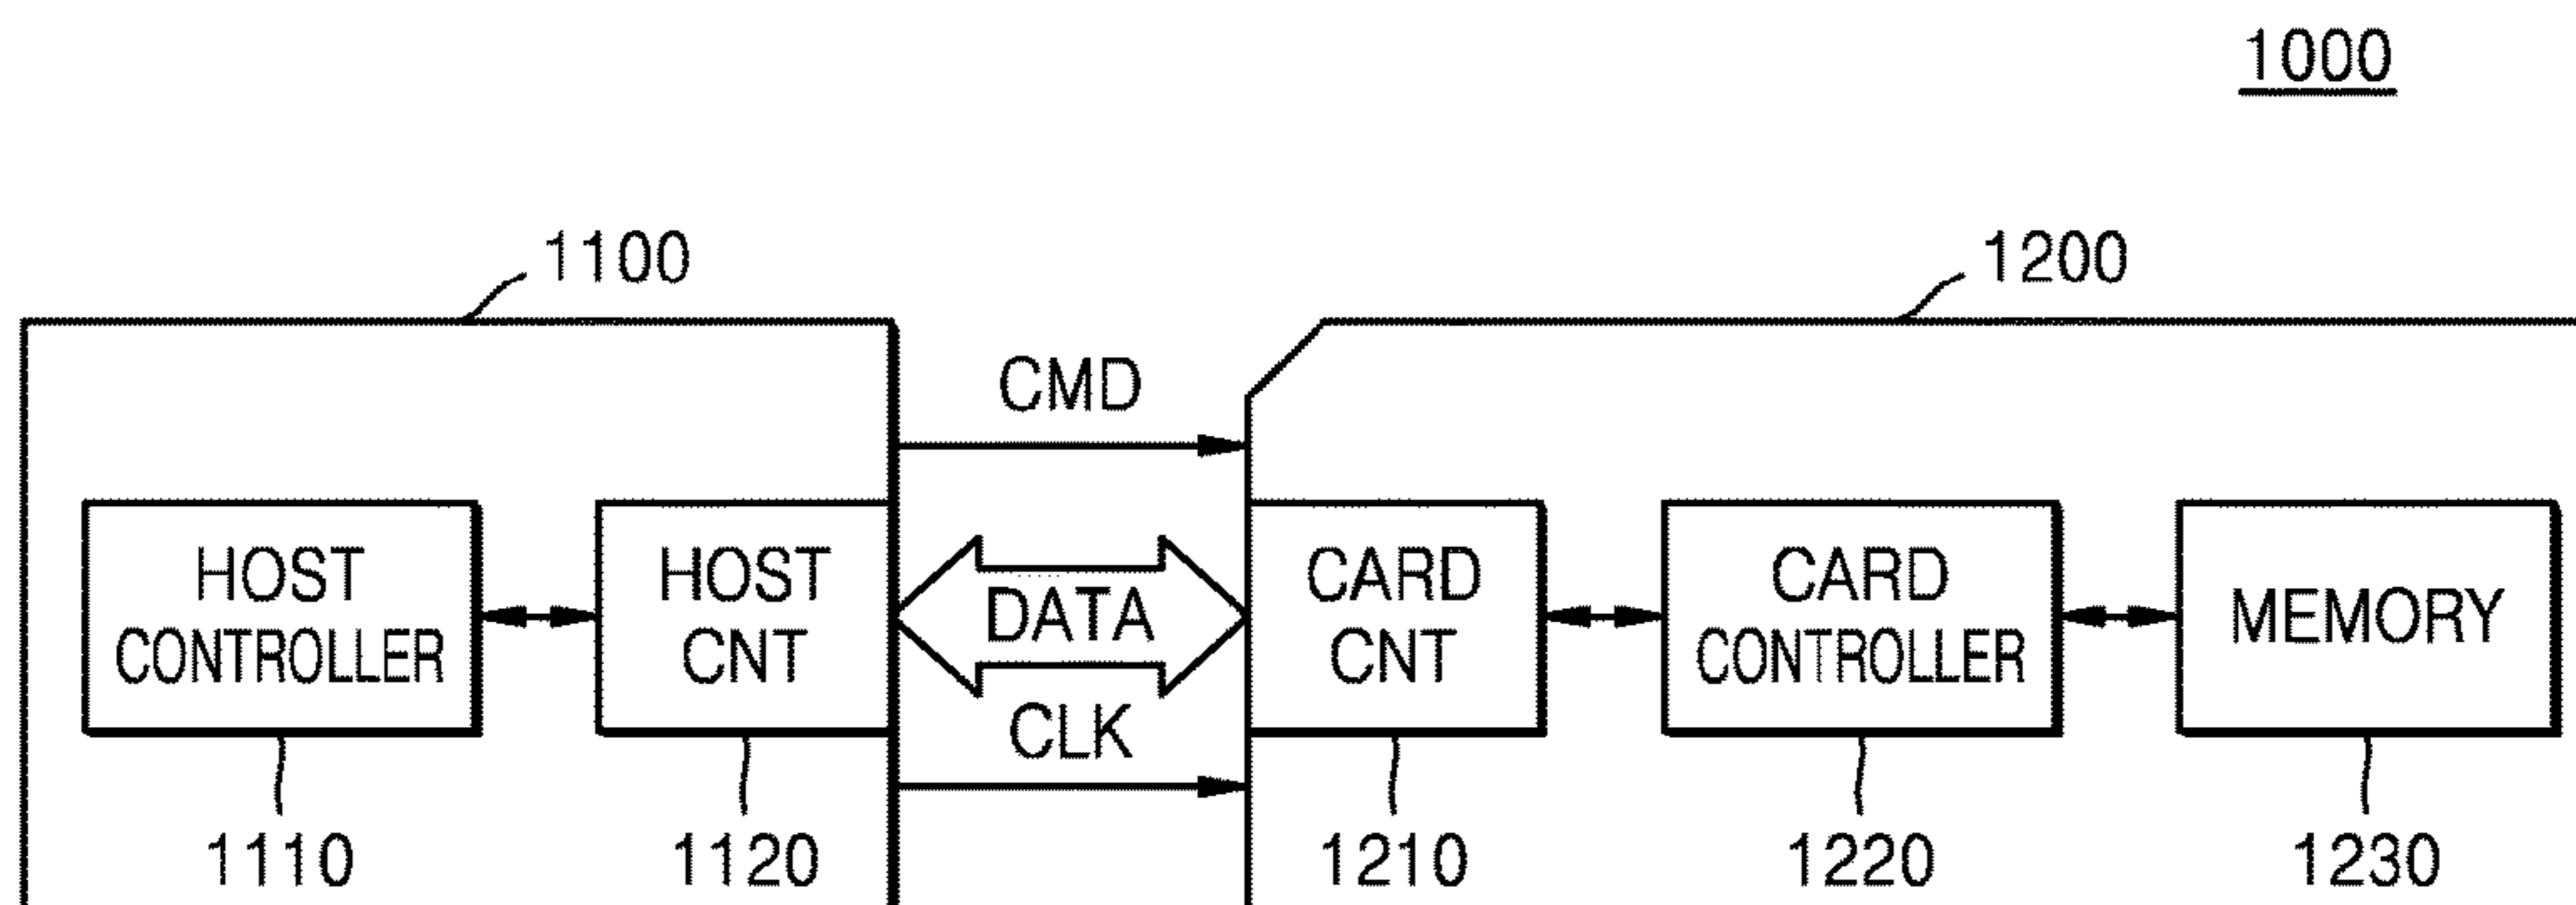 1000
1100
1200
CMD
HOST
CONTROLLER
HOST
CNT
DATA
CLK
CARD
CNT
CARD
CONTROLLER
MEMORY
1110
1120
1210
1220
1230